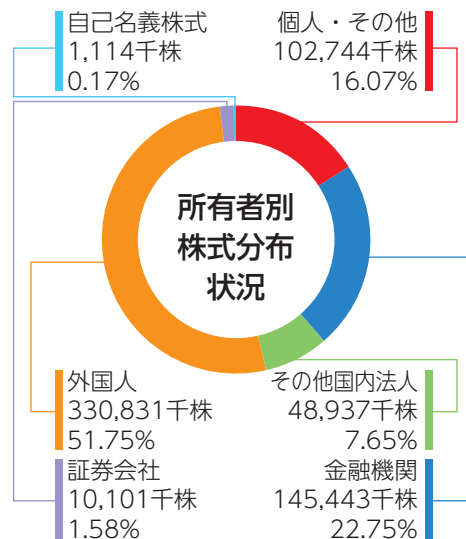 自己名義株式
1,114千株
0.17%
個人・その他
102,744千株
16.07%
所有者別
株式分布
状況
外国人
330,831千株
51.75%
その他国内法人
48,937千株
7.65%
証券会社
10,101千株
1.58%
金融機関
145,443千株
22.75%